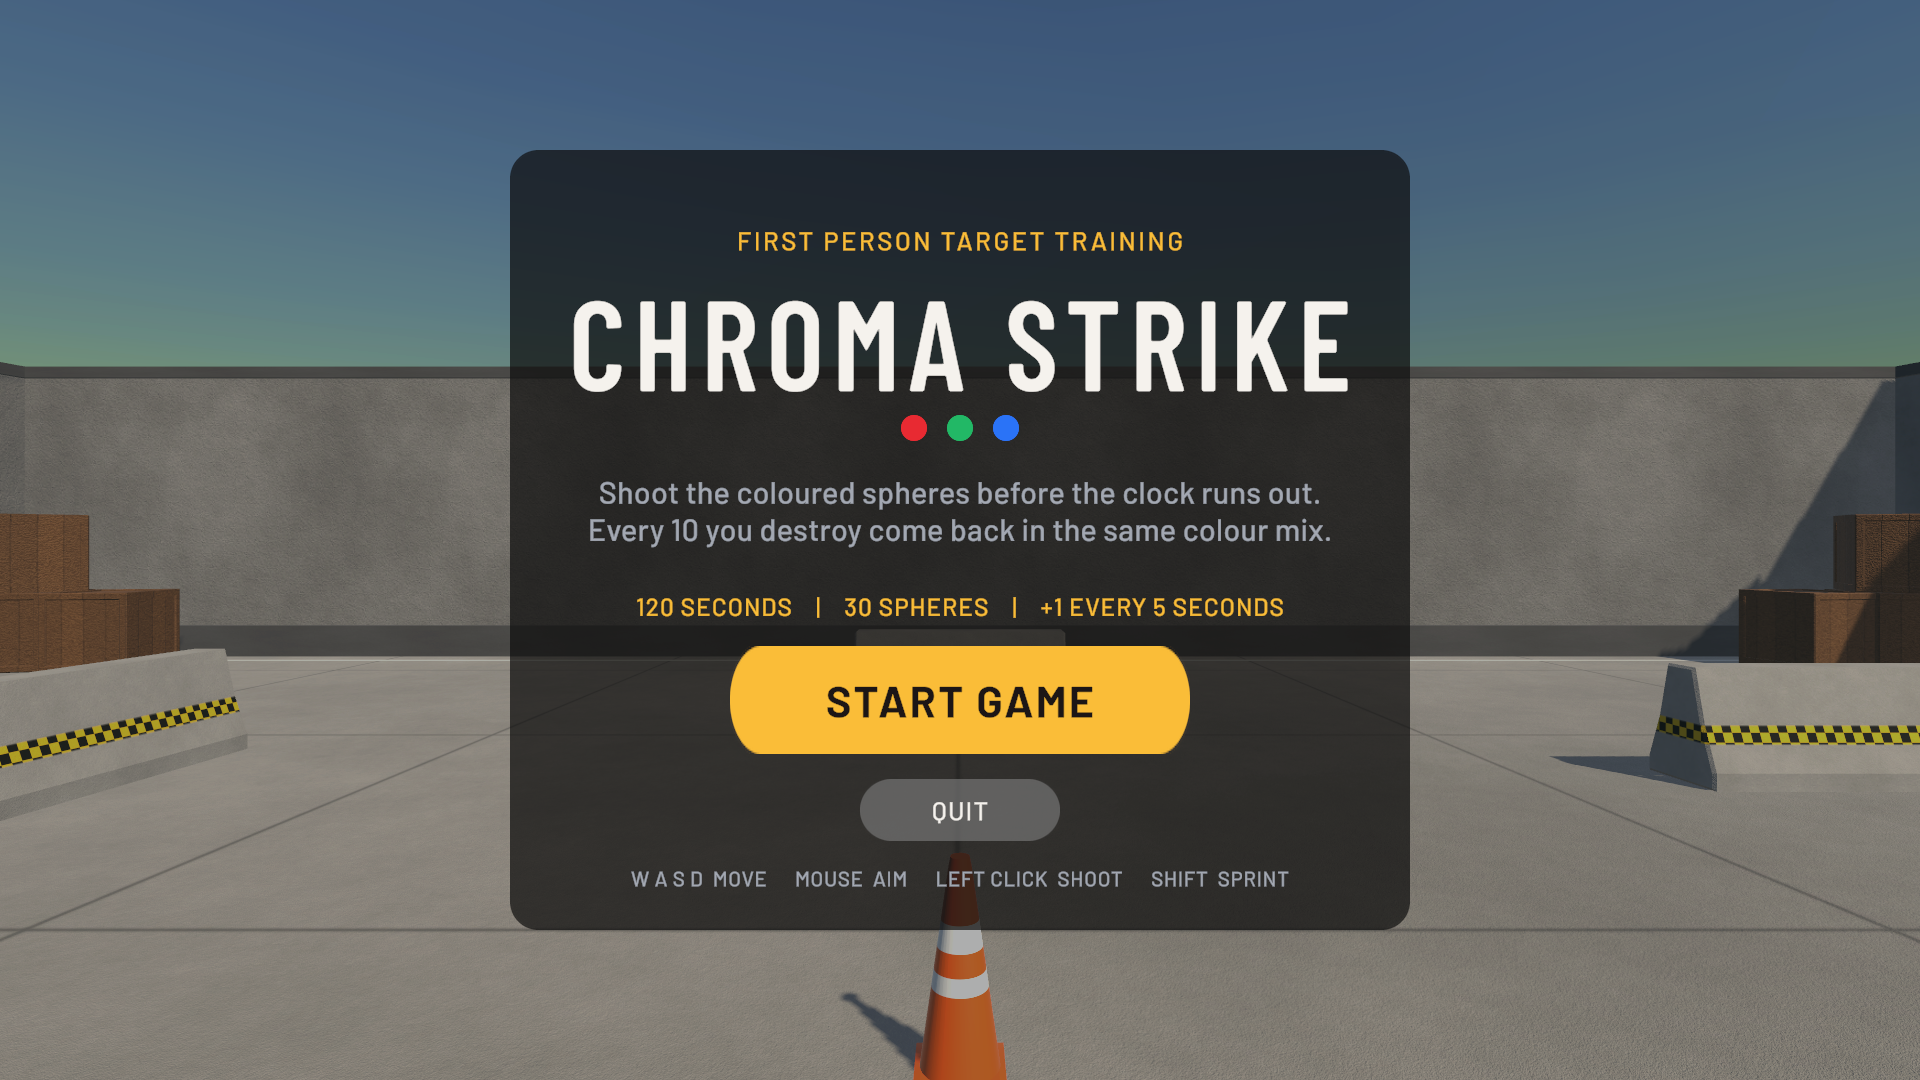 FIRST PERSON TARGET TRAINING
CHROMA STRIKE
Shoot the coloured spheres before the clock runs out.
Every 10 you destroy come back in the same colour mix.
120 SECONDS | 30 SPHERES | +1 EVERY 5 SECONDS
START GAME
QUIT
W A S D MOVE MOUSE AIM LEFT CLICK SHOOT SHIFT SPRINT